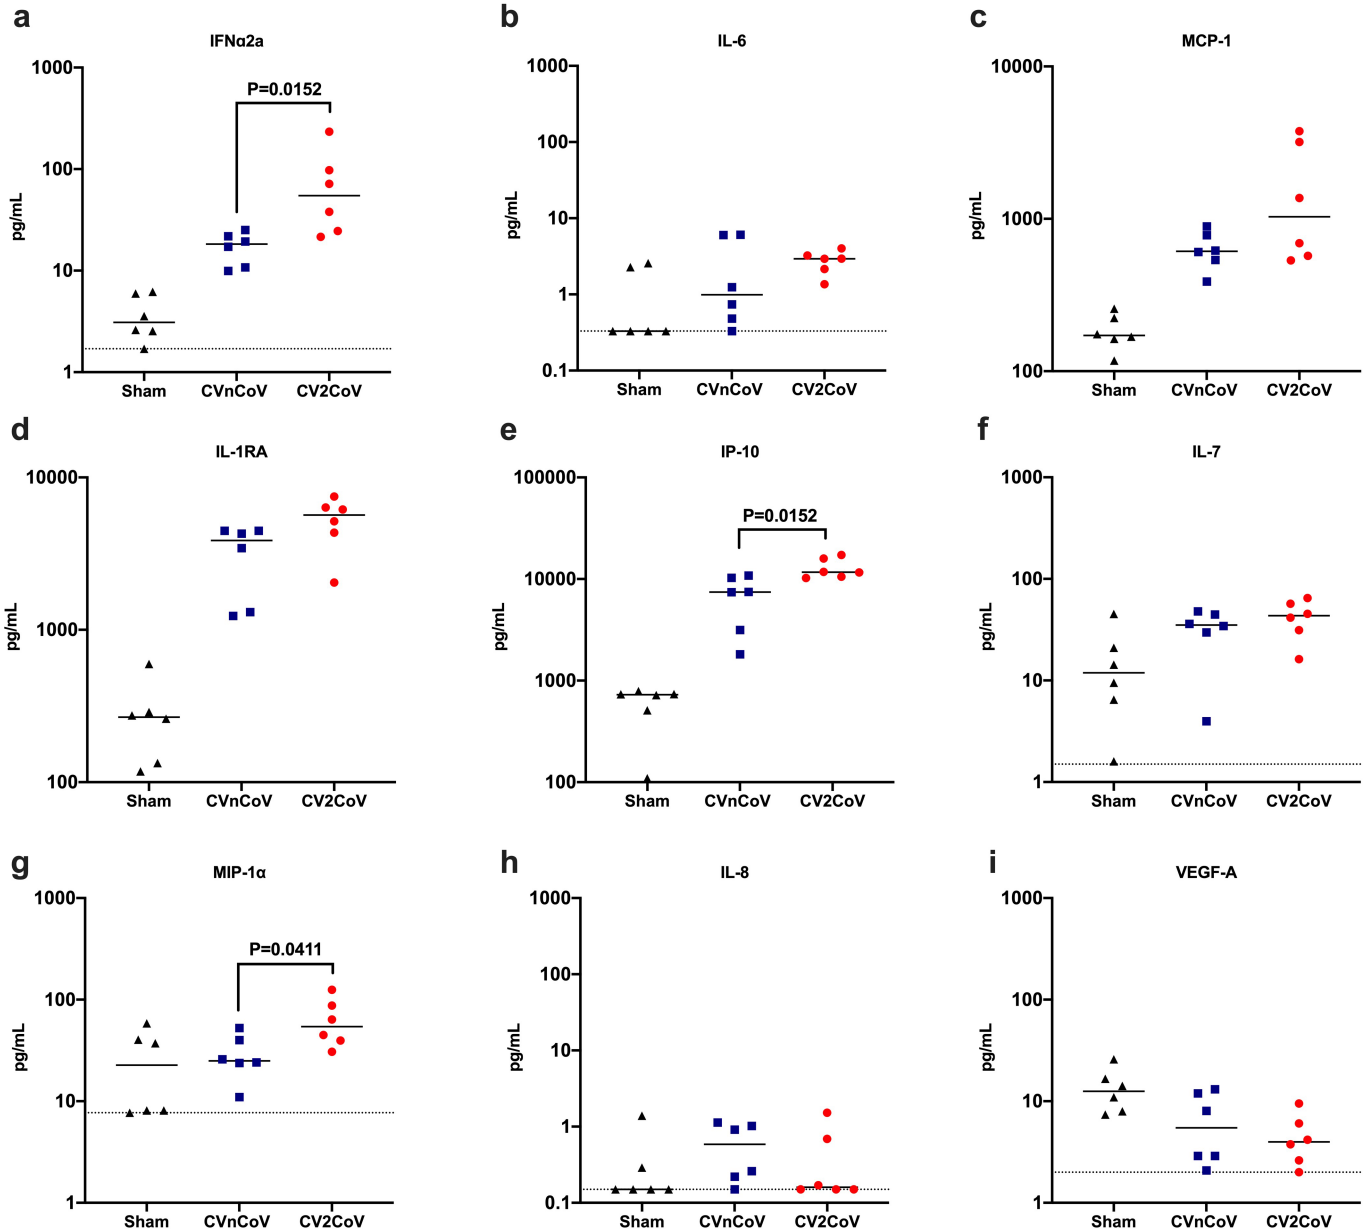 a
IFNα2a
1000
100
10
1
pg/mL
P=0.0152
Sham CVnCoV CV2CoV
b
IL-6
1000
100
10
1
0.1
pg/mL
Sham CVnCoV CV2CoV
c
MCP-1
10000
1000
100
pg/mL
Sham CVnCoV CV2CoV
d
IL-1RA
10000
1000
100
pg/mL
Sham CVnCoV CV2CoV
e
IP-10
100000
10000
1000
100
pg/mL
P=0.0152
Sham CVnCoV CV2CoV
f
IL-7
1000
100
10
1
pg/mL
Sham CVnCoV CV2CoV
g
MIP-1α
1000
100
10
1
pg/mL
P=0.0411
Sham CVnCoV CV2CoV
h
IL-8
1000
100
10
1
0.1
pg/mL
Sham CVnCoV CV2CoV
i
VEGF-A
1000
100
10
1
pg/mL
Sham CVnCoV CV2CoV